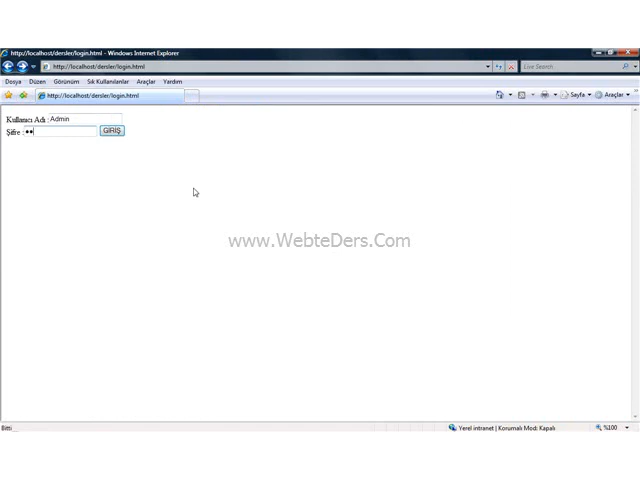 http://localhost/dersler/login.html - Windows Internet Explorer
http://localhost/dersler/login.html
Live Search
Dosya Düzen Görünüm Sık Kullanılanlar Araçlar Yardım
http://localhost/dersler/login.html
Sayfa Araçlar
Kullanıcı Adı : Admin
Şifre : ●● GİRİŞ
www.WebteDers.Com
Bitti
Yerel intranet | Korumalı Mod: Kapalı
%100